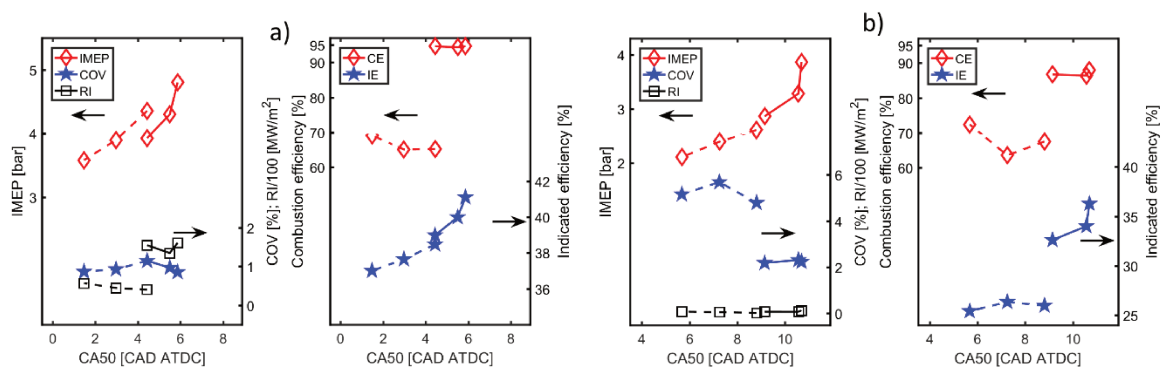 a)
b)
IMEP
COV
RI
5
4
3
IMEP [bar]
2
1
0
COV [%]; RI/100 [MW/m^2]
0 2 4 6 8
CA50 [CAD ATDC]
CE
IE
95
90
80
70
60
Combustion efficiency [%]
42
40
38
36
Indicated efficiency [%]
0 2 4 6 8
CA50 [CAD ATDC]
IMEP
COV
RI
4
3
2
IMEP [bar]
6
4
2
0
COV [%]; RI/100 [MW/m^2]
4 6 8 10
CA50 [CAD ATDC]
CE
IE
95
90
80
70
60
Combustion efficiency [%]
40
35
30
25
Indicated efficiency [%]
4 6 8 10
CA50 [CAD ATDC]